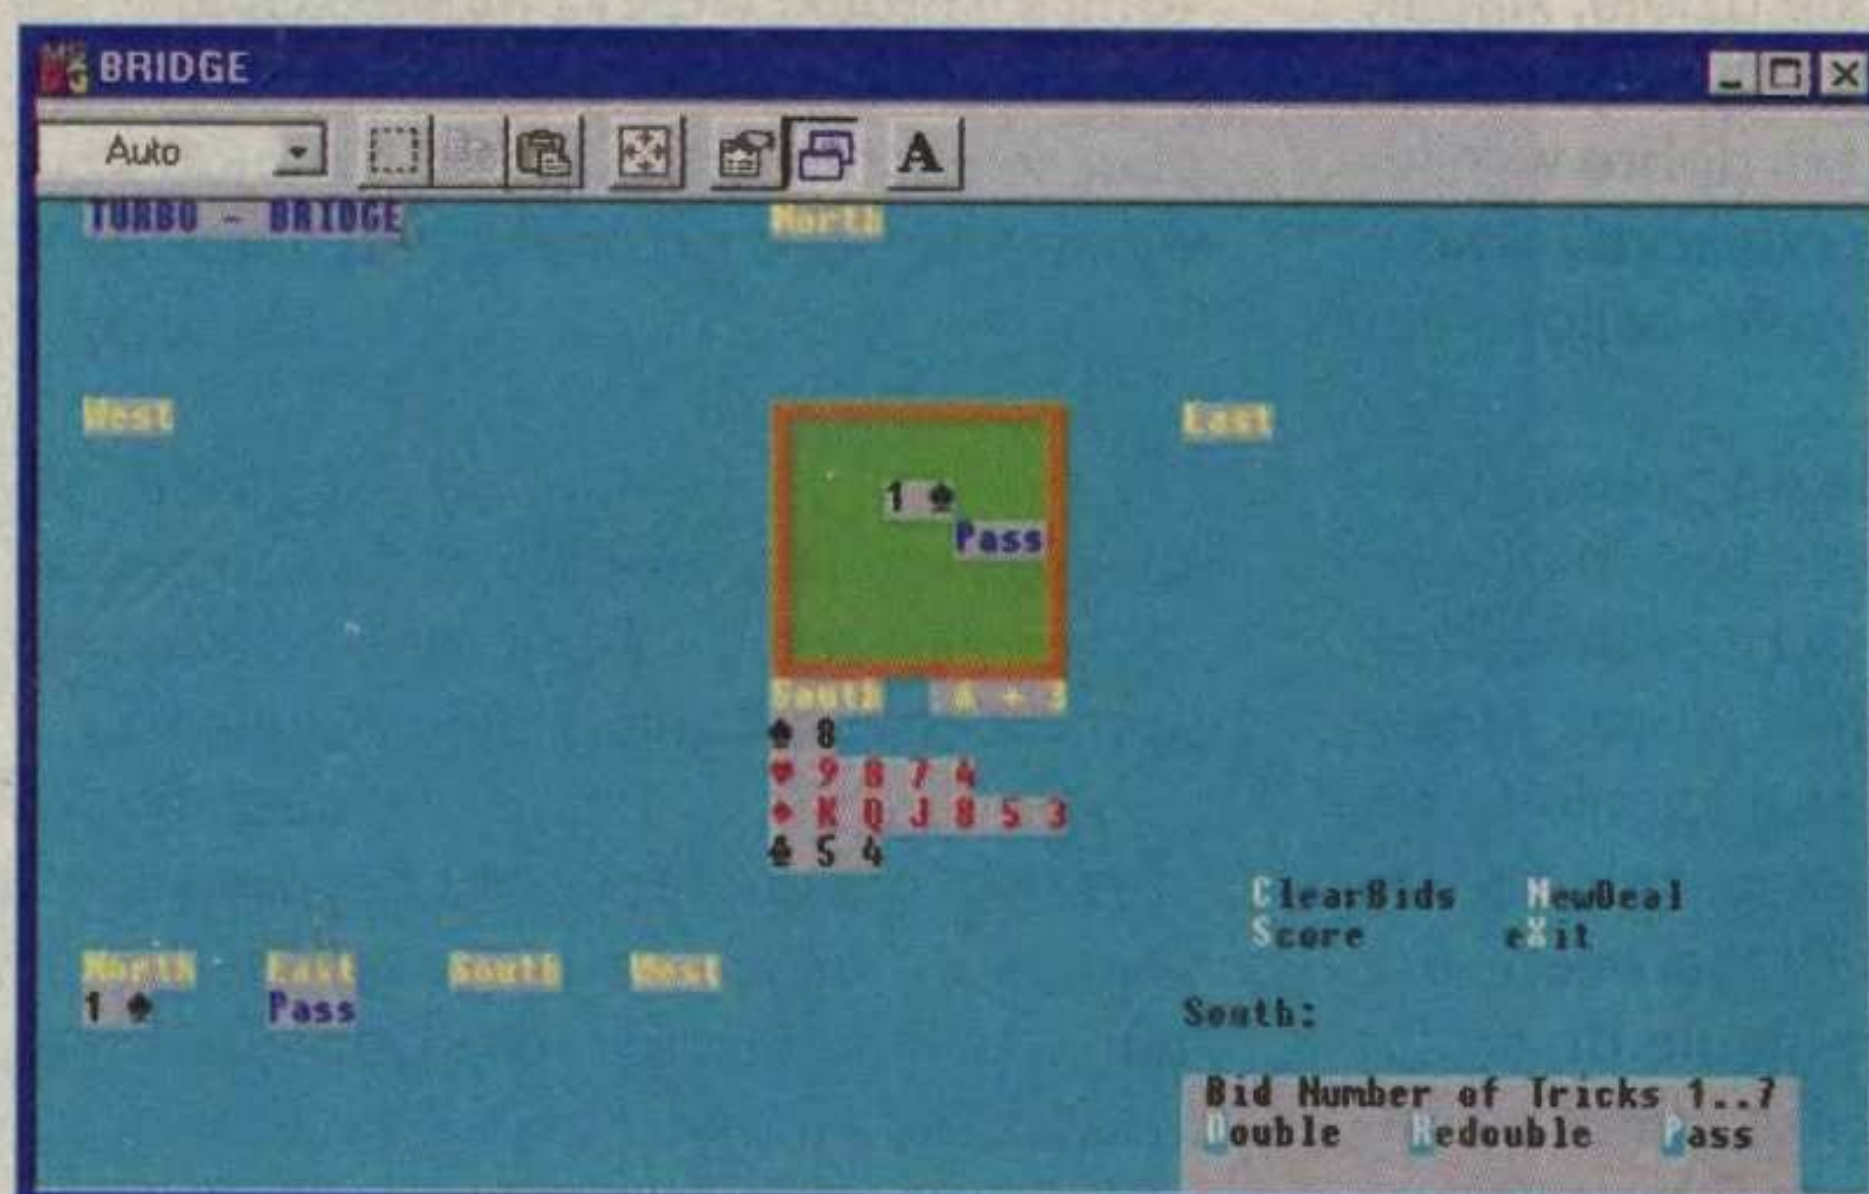 BRIDGE
Auto A
TURBO - BRIDGE North
West East
1 ♠
Pass
South 6 + 3
♠ 8
♥ 9 8 7 4
♦ K Q J 8 5 3
♣ 5 4
ClearBids NewDeal
Score eXit
North East South West
1 ♠ Pass
South:
Bid Number of Tricks 1..7
Double Redouble Pass